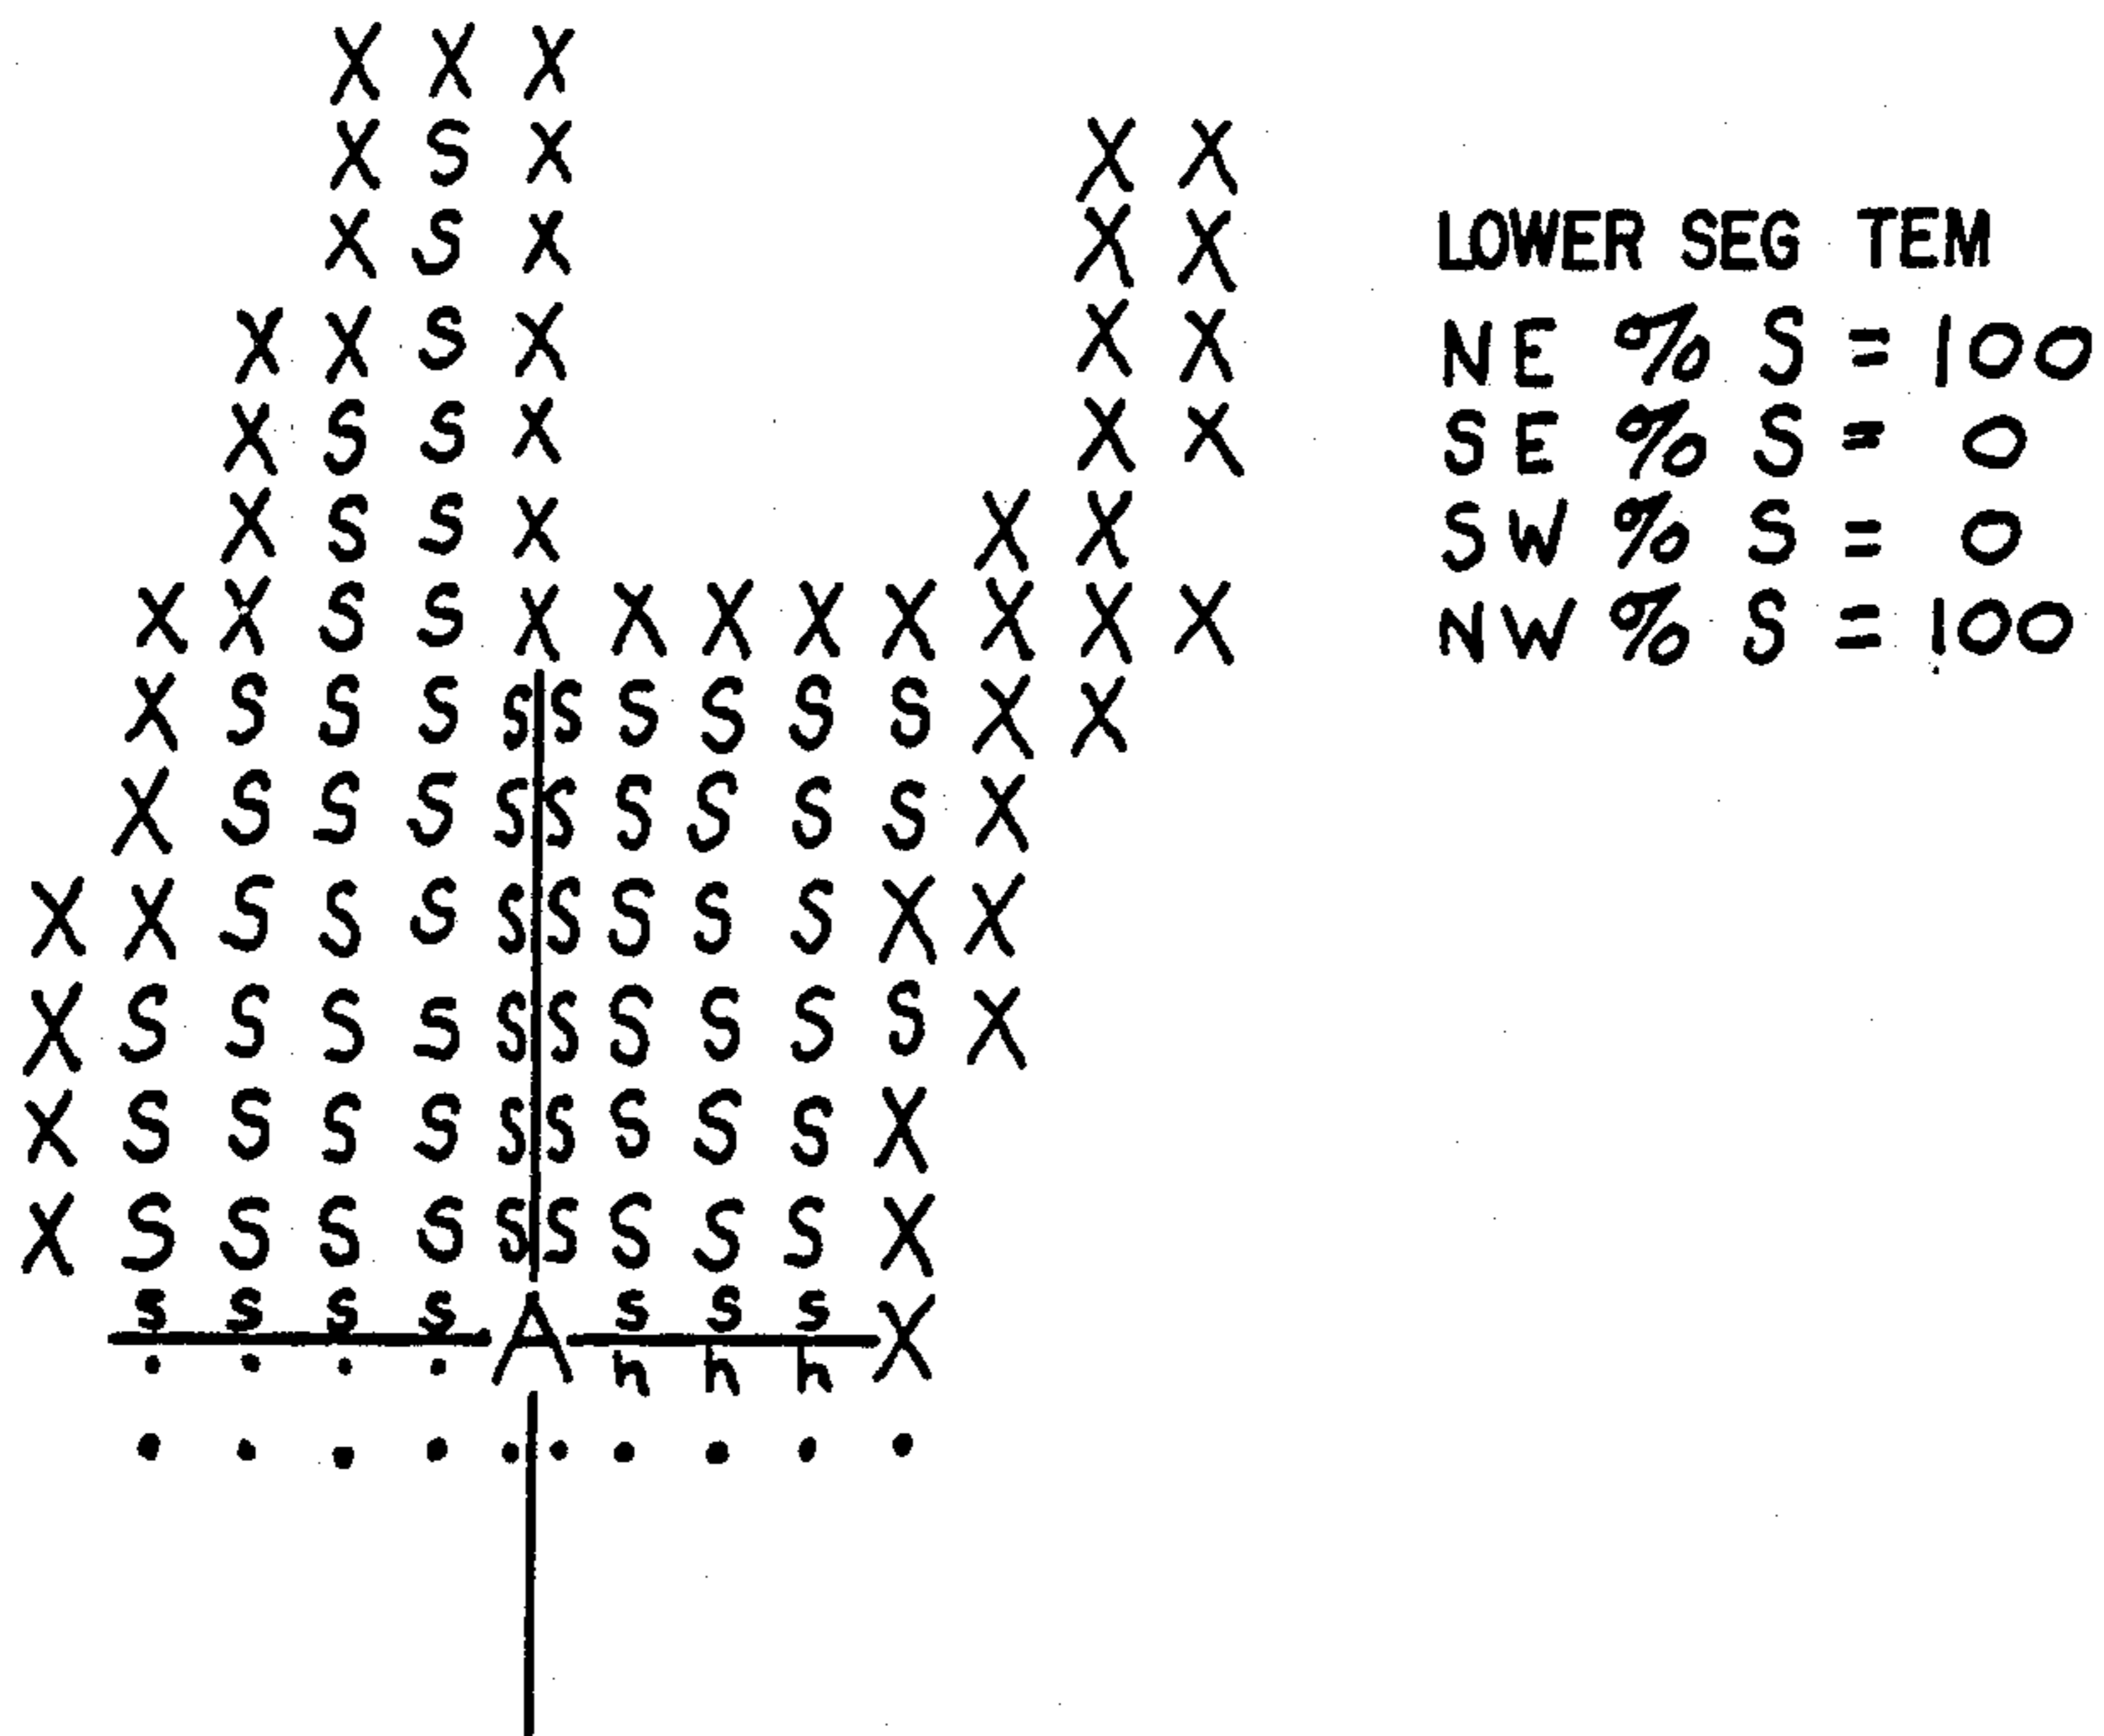 X X X
X S X X X
X S X X X LOWER SEG TEM
X X S X X X NE % S = 100
X S S X X X SE % S = 0
X S S X X X SW % S = 0
X X S S X X X X X X X X NW % S = 100
X S S S S S S S S S X X
X S S S S S S S S S X
X X S S S S S S S S X X
X S S S S S S S S S S X
X S S S S S S S S S X
X S S S S S S S S S X
s s s s A s s s X
. . . . h h h
. . . . . . . . . .